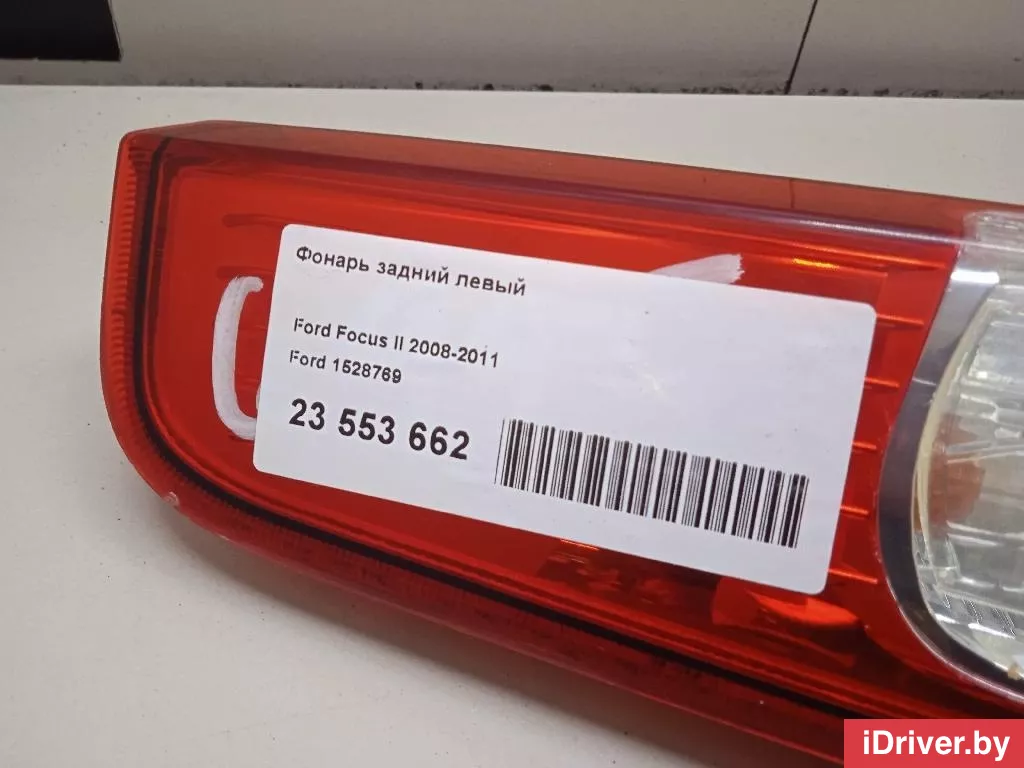 Фонарь задний левый
Ford Focus II 2008-2011
Ford 1528769
23 553 662
iDriver.by